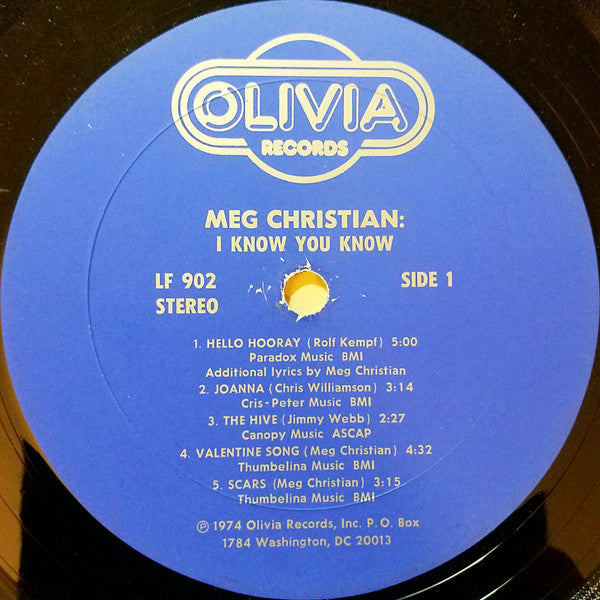 OLIVIA
RECORDS
MEG CHRISTIAN:
I KNOW YOU KNOW
LF 902
STEREO
SIDE 1
1. HELLO HOORAY (Rolf Kempf) 5:00
Paradox Music BMI
Additional lyrics by Meg Christian
2. JOANNA (Chris Williamson) 3:14
Cris-Peter Music BMI
3. THE HIVE (Jimmy Webb) 2:27
Canopy Music ASCAP
4. VALENTINE SONG (Meg Christian) 4:32
Thumbelina Music BMI
5. SCARS (Meg Christian) 3:15
Thumbelina Music BMI
℗ 1974 Olivia Records, Inc. P. O. Box
1784 Washington, DC 20013